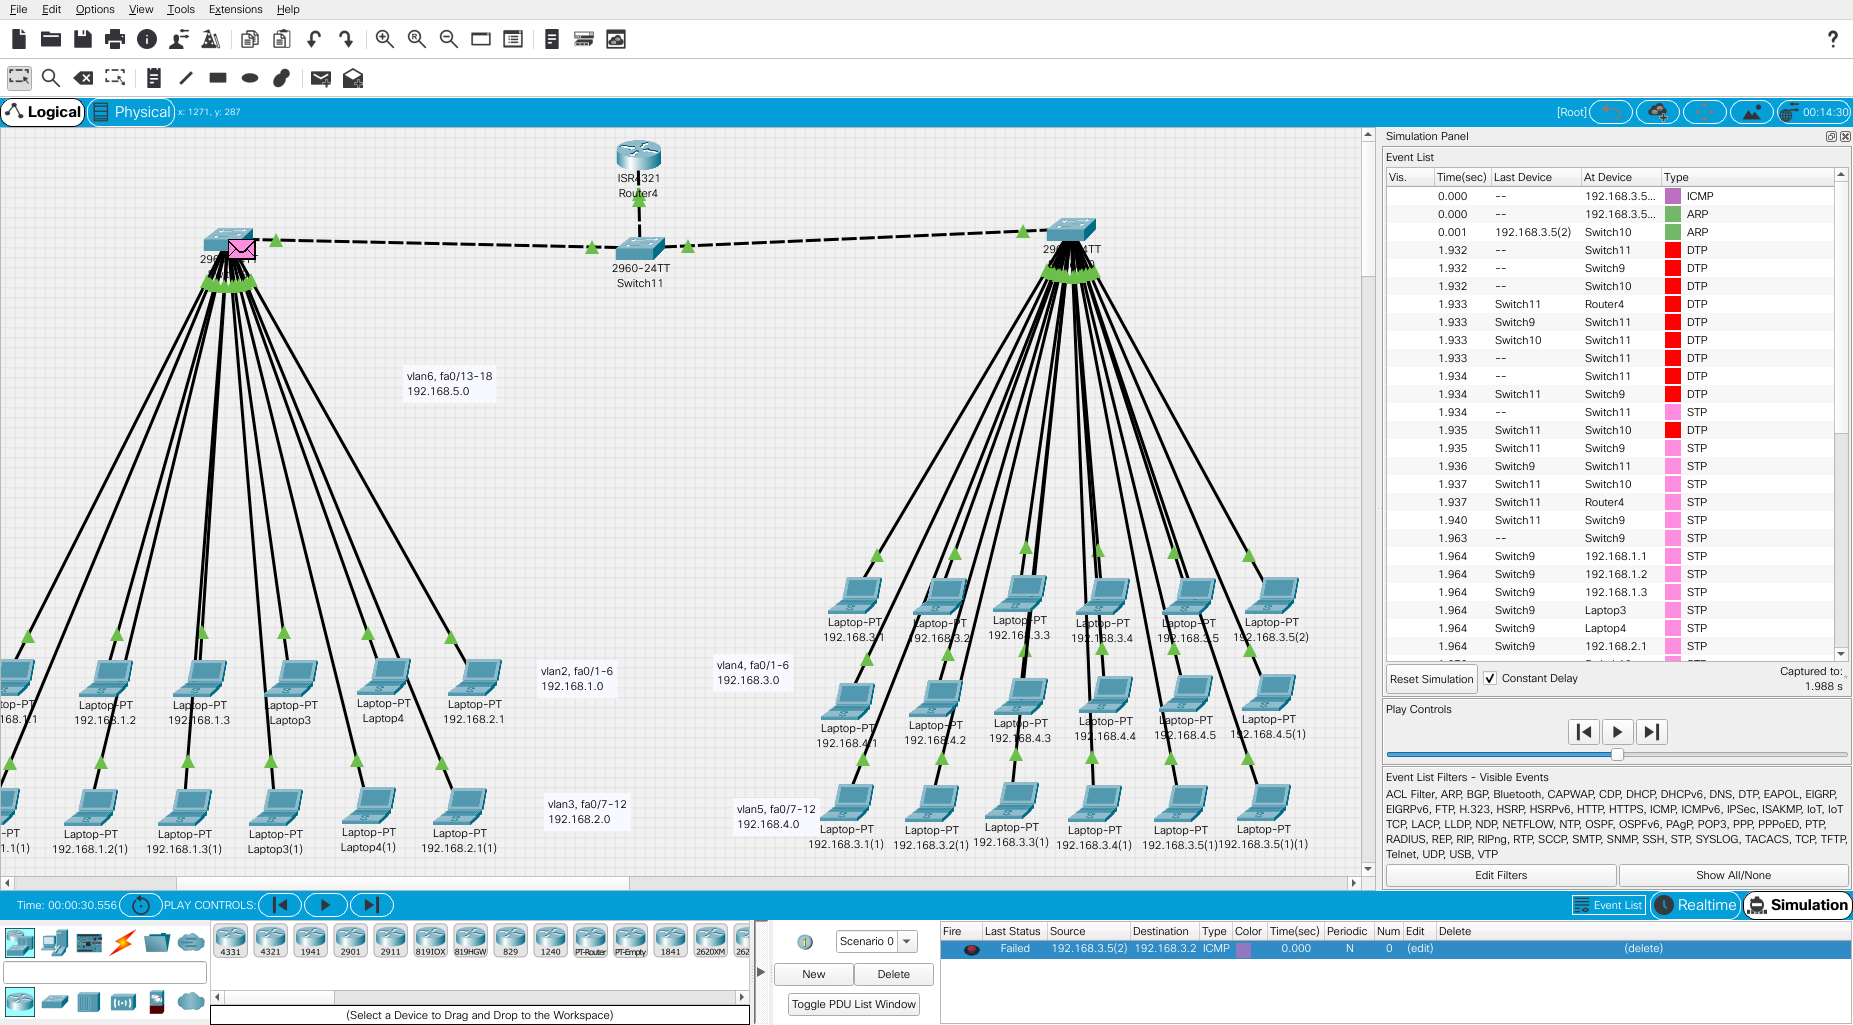 File Edit Options View Tools Extensions Help
?
Logical Physical x: 1271, y: 287 [Root] 00:14:30
ISR4321
Router4
2960-24TT
Switch11
vlan6, fa0/13-18
192.168.5.0
Laptop-PT
192.168.3.1
Laptop-PT
192.168.3.2
Laptop-PT
192.168.3.3
Laptop-PT
192.168.3.4
Laptop-PT
192.168.3.5
Laptop-PT
192.168.3.5(2)
vlan2, fa0/1-6
192.168.1.0
vlan4, fa0/1-6
192.168.3.0
Laptop-PT
192.168.1.2
Laptop-PT
192.168.1.3
Laptop-PT
Laptop3
Laptop-PT
Laptop4
Laptop-PT
192.168.2.1
Laptop-PT
192.168.4.1
Laptop-PT
192.168.4.2
Laptop-PT
192.168.4.3
Laptop-PT
192.168.4.4
Laptop-PT
192.168.4.5
Laptop-PT
192.168.4.5(1)
vlan3, fa0/7-12
192.168.2.0
vlan5, fa0/7-12
192.168.4.0
-PT
1.1(1)
Laptop-PT
192.168.1.2(1)
Laptop-PT
192.168.1.3(1)
Laptop-PT
Laptop3(1)
Laptop-PT
Laptop4(1)
Laptop-PT
192.168.2.1(1)
Laptop-PT
192.168.3.1(1)
Laptop-PT
192.168.3.2(1)
Laptop-PT
192.168.3.3(1)
Laptop-PT
192.168.3.4(1)
Laptop-PT
192.168.3.5(1)
Laptop-PT
192.168.3.5(1)(1)
Simulation Panel
Event List
Vis. Time(sec) Last Device At Device Type
0.000 -- 192.168.3.5... ICMP
0.000 -- 192.168.3.5... ARP
0.001 192.168.3.5(2) Switch10 ARP
1.932 -- Switch11 DTP
1.932 -- Switch9 DTP
1.932 -- Switch10 DTP
1.933 Switch11 Router4 DTP
1.933 Switch9 Switch11 DTP
1.933 Switch10 Switch11 DTP
1.933 -- Switch11 DTP
1.934 -- Switch11 DTP
1.934 Switch11 Switch9 DTP
1.934 -- Switch11 STP
1.935 Switch11 Switch10 DTP
1.935 Switch11 Switch9 STP
1.936 Switch9 Switch11 STP
1.937 Switch11 Switch10 STP
1.937 Switch11 Router4 STP
1.940 Switch11 Switch9 STP
1.963 -- Switch9 STP
1.964 Switch9 192.168.1.1 STP
1.964 Switch9 192.168.1.2 STP
1.964 Switch9 192.168.1.3 STP
1.964 Switch9 Laptop3 STP
1.964 Switch9 Laptop4 STP
1.964 Switch9 192.168.2.1 STP
Reset Simulation Constant Delay Captured to:
1.988 s
Play Controls
Event List Filters - Visible Events
ACL Filter, ARP, BGP, Bluetooth, CAPWAP, CDP, DHCP, DHCPv6, DNS, DTP, EAPOL, EIGRP,
EIGRPv6, FTP, H.323, HSRP, HSRPv6, HTTP, HTTPS, ICMP, ICMPv6, IPSec, ISAKMP, IoT, IoT
TCP, LACP, LLDP, NDP, NETFLOW, NTP, OSPF, OSPFv6, PAgP, POP3, PPP, PPPoED, PTP,
RADIUS, REP, RIP, RIPng, RTP, SCCP, SMTP, SNMP, SSH, STP, SYSLOG, TACACS, TCP, TFTP,
Telnet, UDP, USB, VTP
Edit Filters Show All/None
Time: 00:00:30.556 PLAY CONTROLS: Event List Realtime Simulation
4331 4321 1941 2901 2911 819IOX 819HGW 829 1240 PT-Router PT-Empty 1841 2620XM 262
(Select a Device to Drag and Drop to the Workspace)
Scenario 0
New Delete
Toggle PDU List Window
Fire Last Status Source Destination Type Color Time(sec) Periodic Num Edit Delete
Failed 192.168.3.5(2) 192.168.3.2 ICMP 0.000 N 0 (edit) (delete)